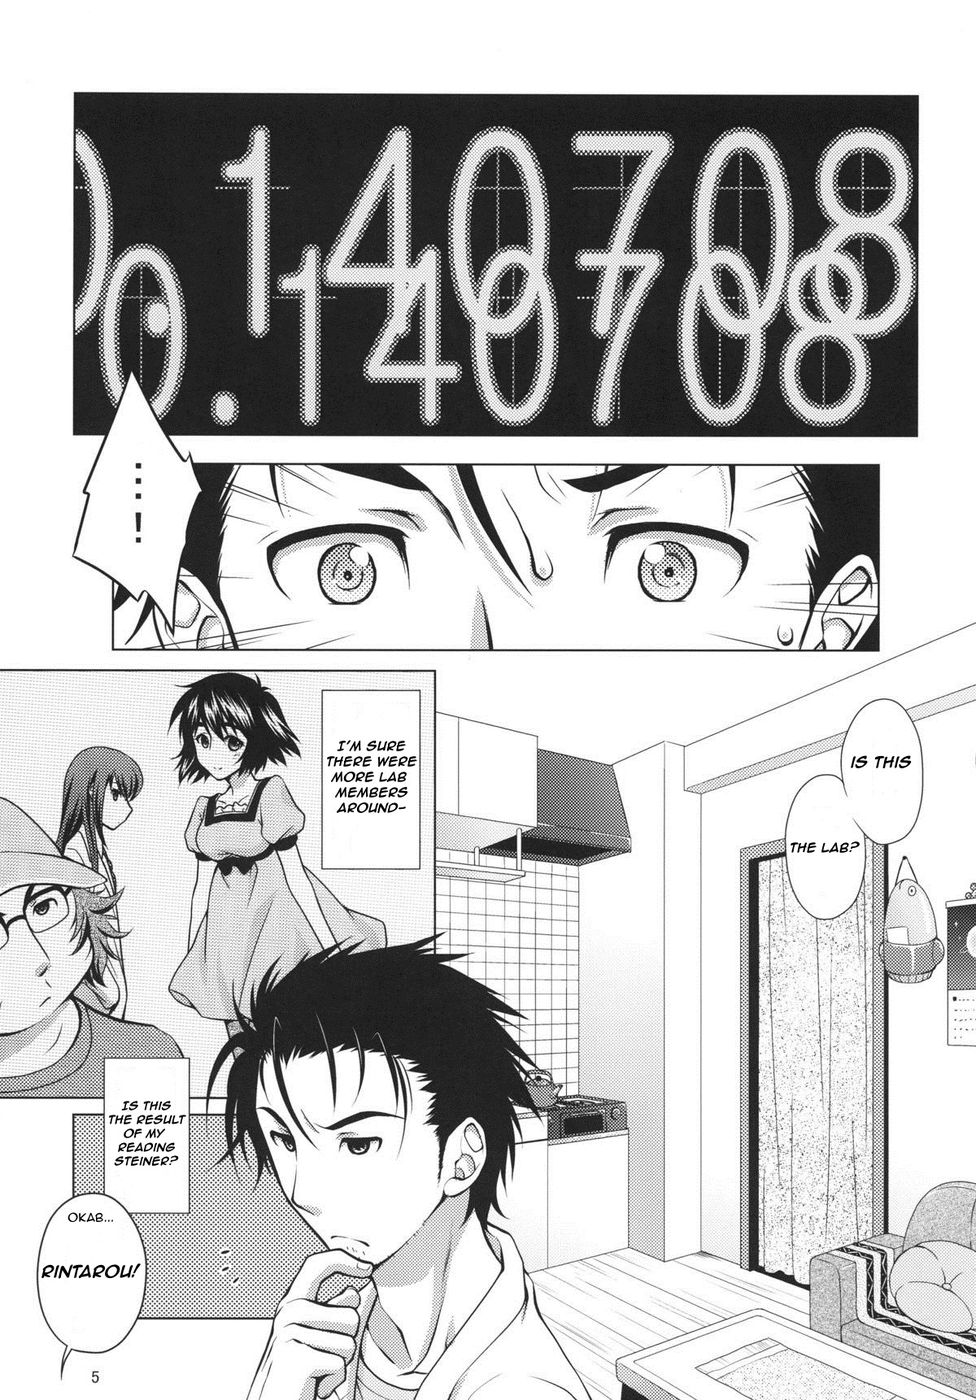 0.140708
0.140708
...!
IS THIS
THE LAB?
I'M SURE
THERE WERE
MORE LAB
MEMBERS
AROUND-
IS THIS
THE RESULT
OF MY
READING
STEINER?
OKAB...
RINTAROU!
5